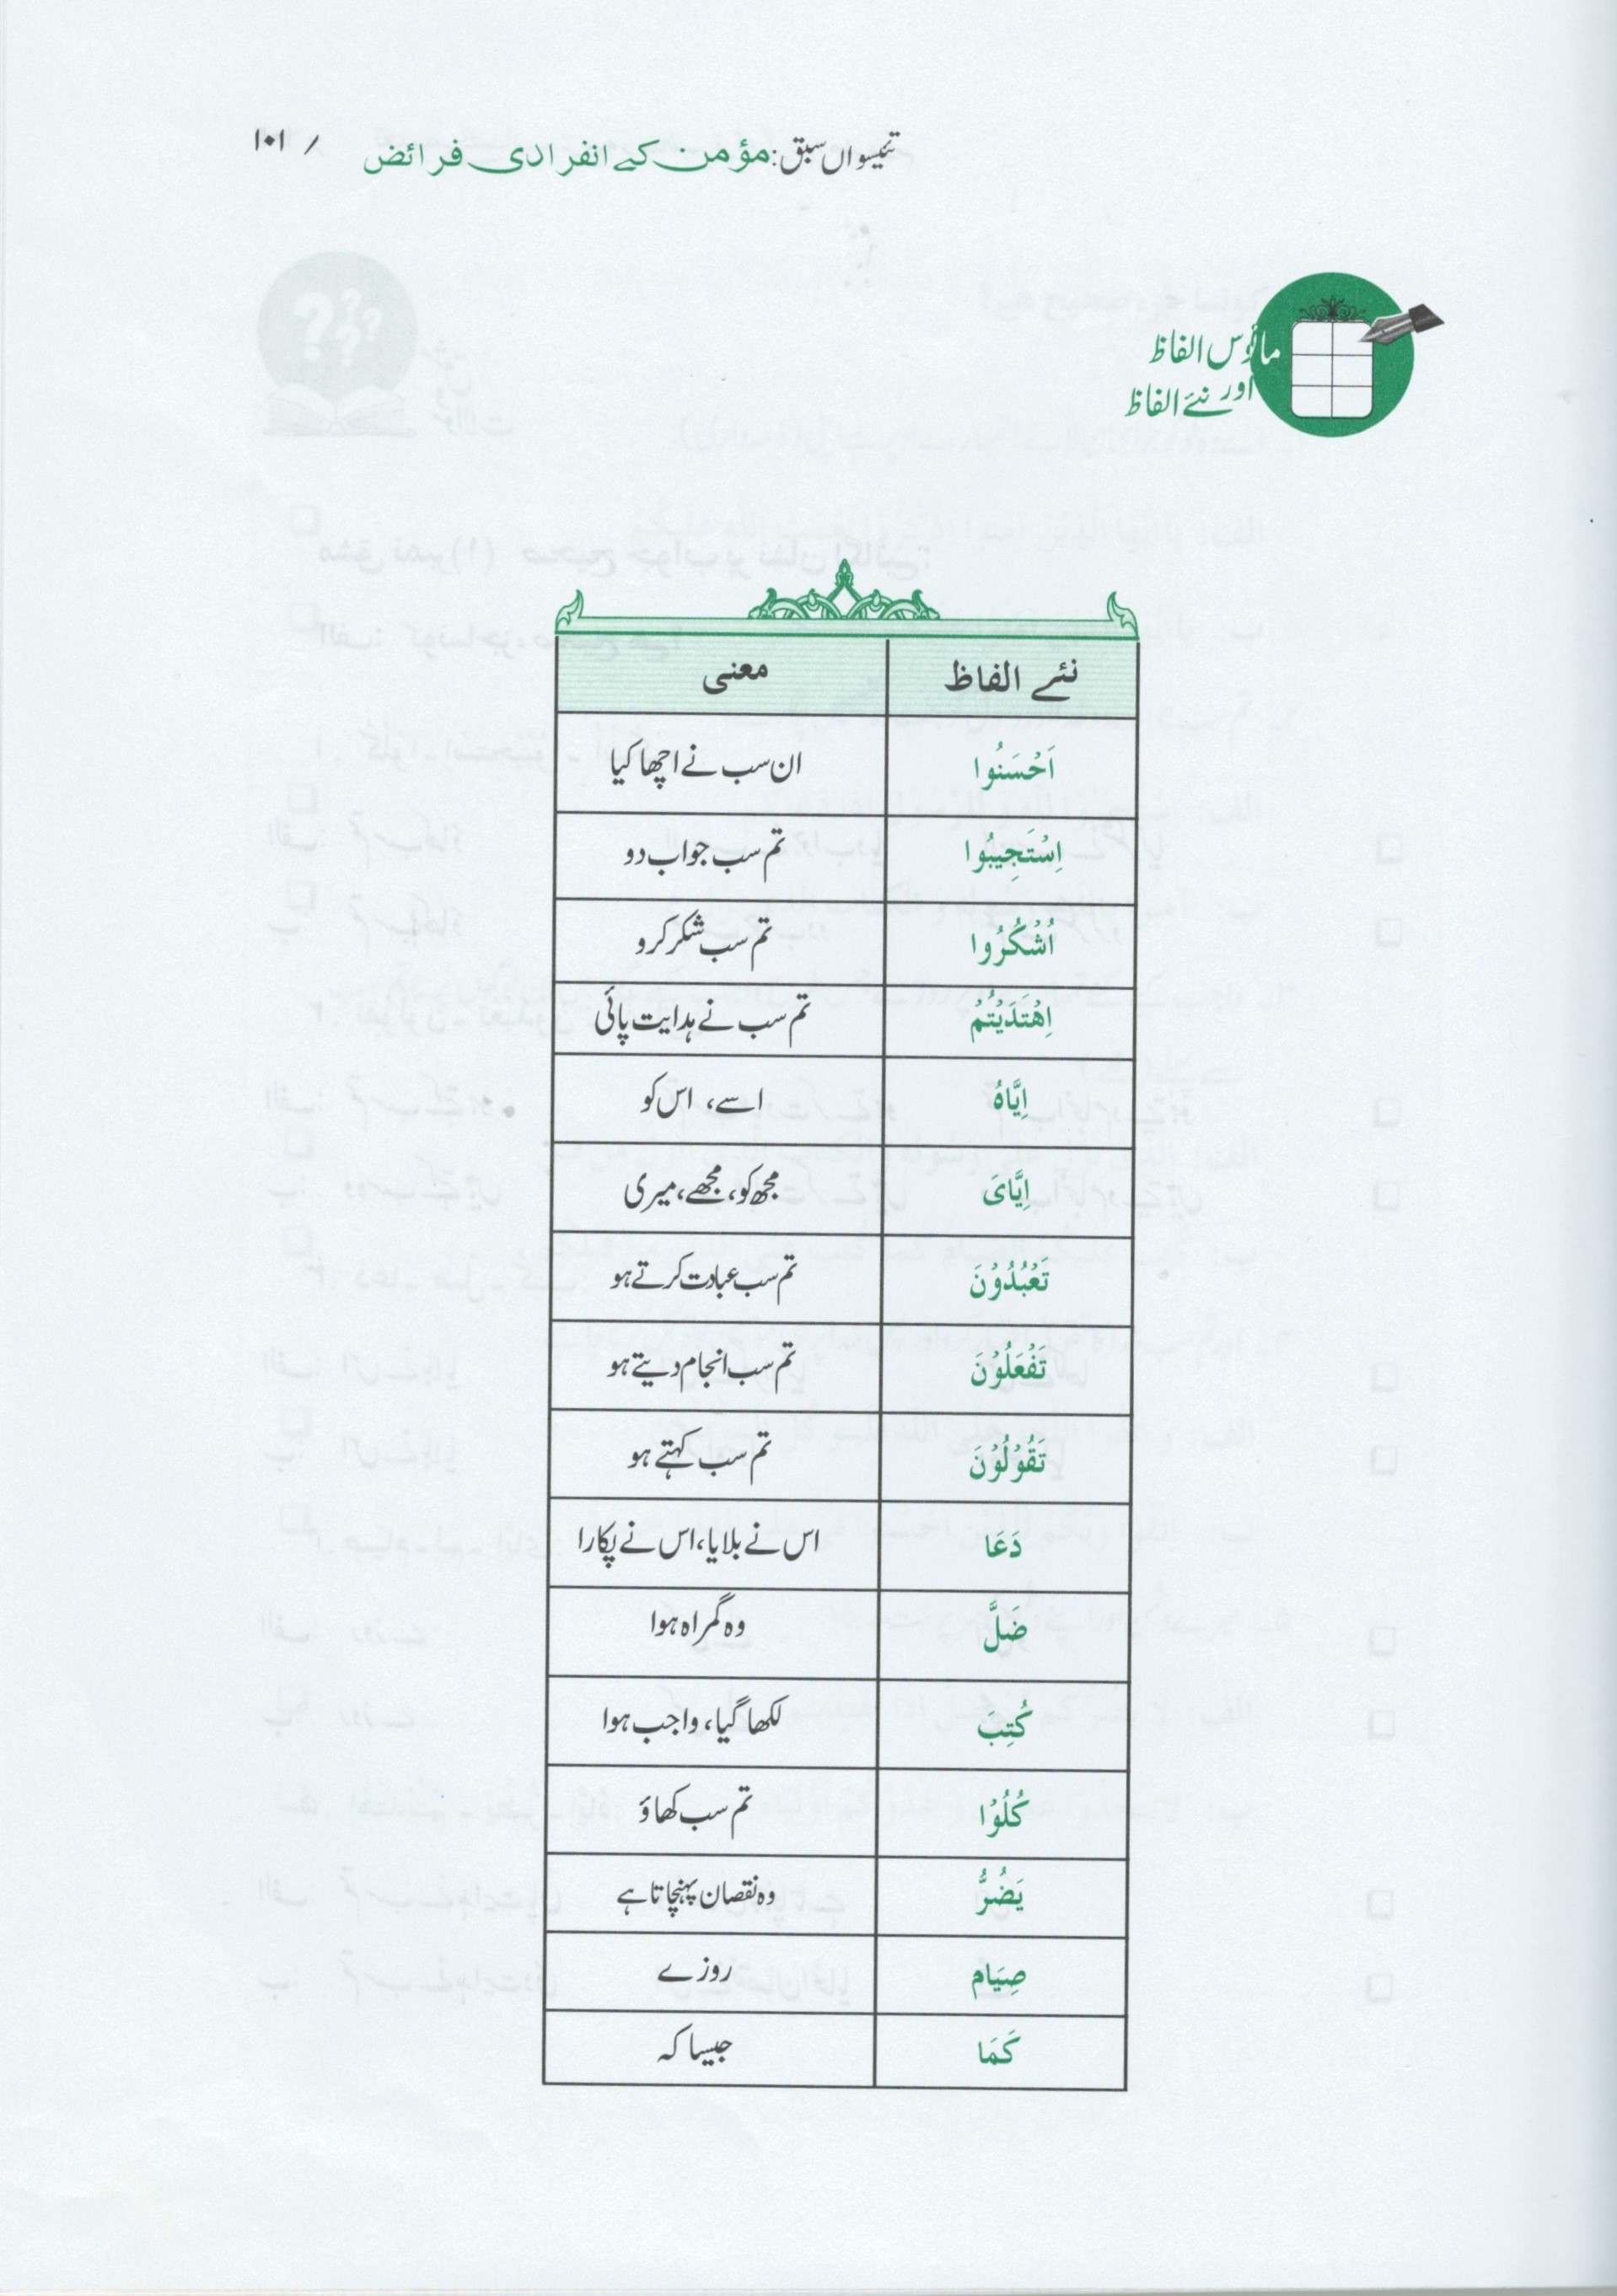 تئیسواں سبق: مؤمن کے انفرادی فرائض / ۱۰۱
مانوس الفاظ
اور نئے الفاظ
نئے الفاظ معنی
اَحْسَنُوا ان سب نے اچھا کیا
اِسْتَجِيبُوا تم سب جواب دو
اُشْكُرُوا تم سب شکر کرو
اِهْتَدَيْتُمْ تم سب نے ہدایت پائی
اِيَّاهُ اسے، اس کو
اِيَّاىَ مجھ کو، مجھے، میری
تَعْبُدُوْنَ تم سب عبادت کرتے ہو
تَفْعَلُوْنَ تم سب انجام دیتے ہو
تَقُوْلُوْنَ تم سب کہتے ہو
دَعَا اس نے بلایا، اس نے پکارا
ضَلَّ وہ گمراہ ہوا
كُتِبَ لکھا گیا، واجب ہوا
كُلُوْا تم سب کھاؤ
يَضُرُّ وہ نقصان پہنچاتا ہے
صِيَام روزے
كَمَا جیسا کہ